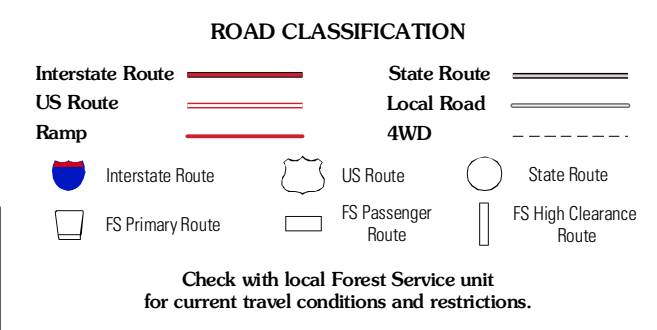 ROAD CLASSIFICATION
Interstate Route
State Route
US Route
Local Road
Ramp
4WD
Interstate Route
US Route
State Route
FS Primary Route
FS Passenger
Route
FS High Clearance
Route
Check with local Forest Service unit
for current travel conditions and restrictions.